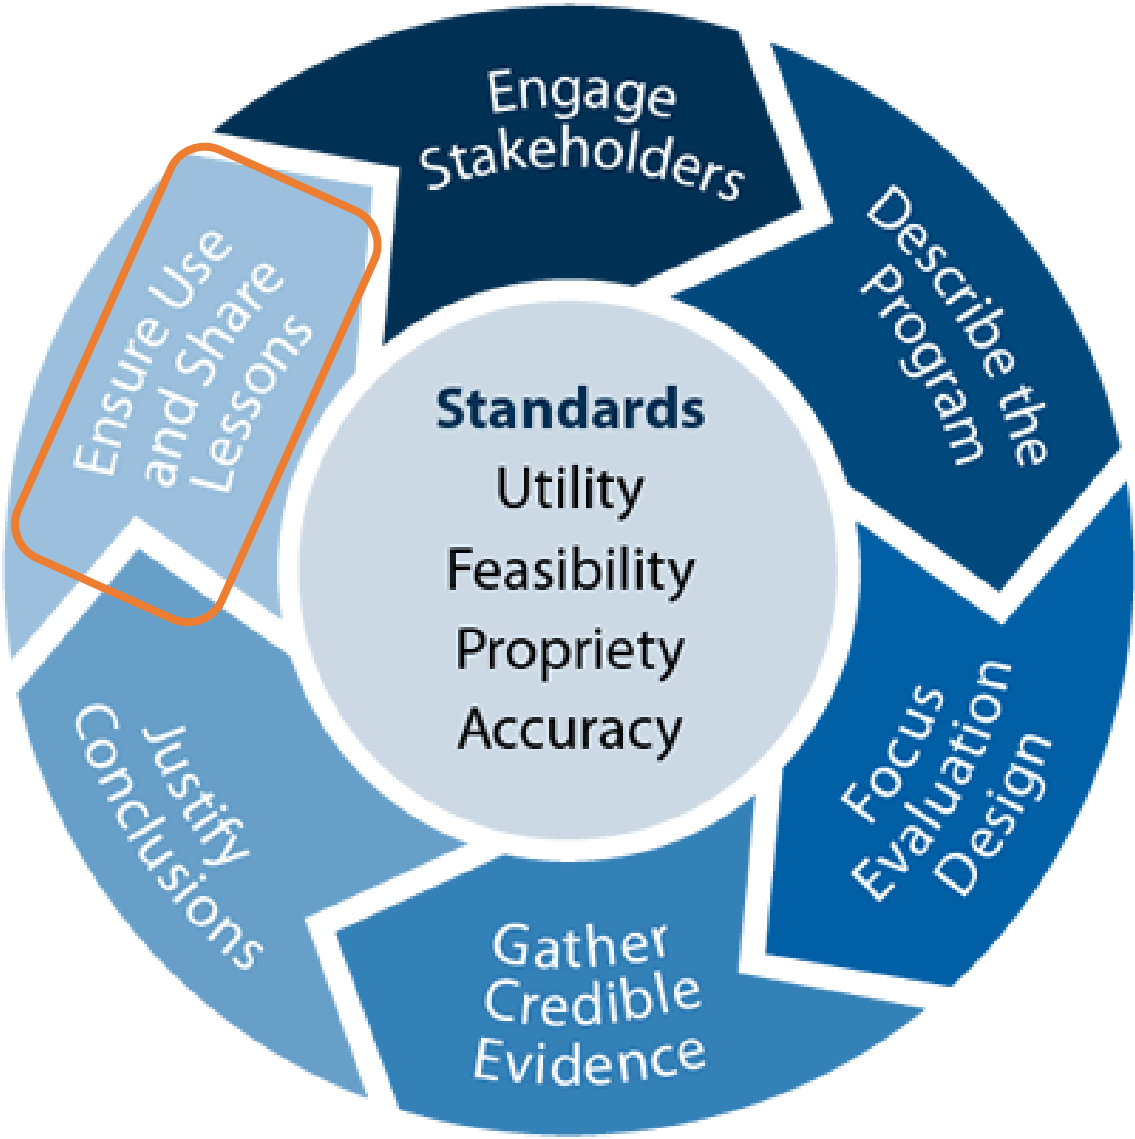 Engage
Stakeholders
Describe the
Program
Focus
Evaluation
Design
Gather
Credible
Evidence
Justify
Conclusions
Ensure Use
and Share
Lessons
Standards
Utility
Feasibility
Propriety
Accuracy